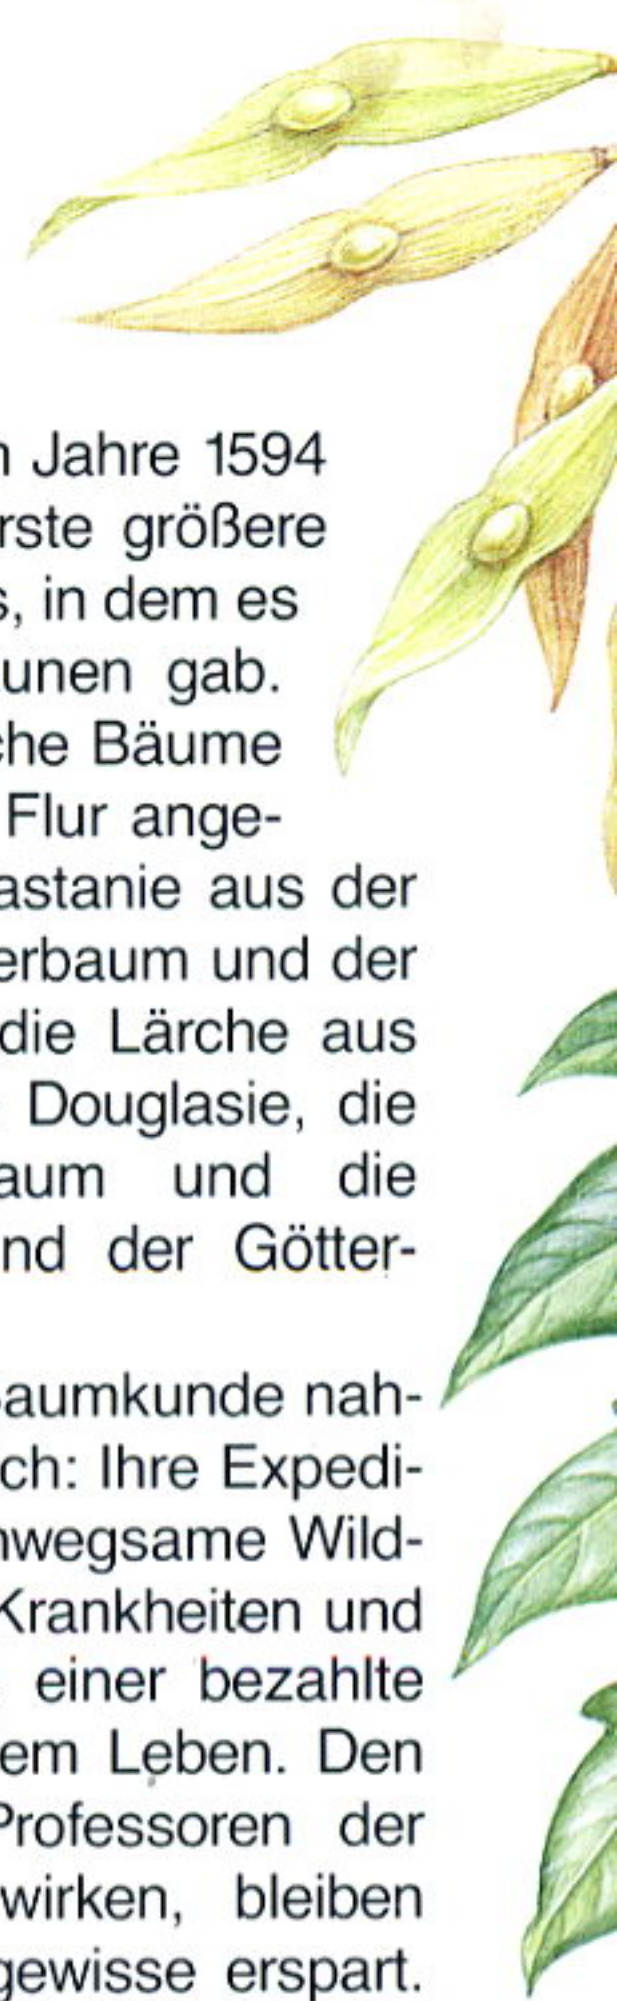 n Jahre 1594
rste größere
s, in dem es
unen gab.
che Bäume
Flur ange-
astanie aus der
erbaum und der
die Lärche aus
Douglasie, die
aum und die
nd der Götter-
Baumkunde nah-
ch: Ihre Expedi-
nwegsame Wild-
Krankheiten und
einer bezahlte
em Leben. Den
Professoren der
wirken, bleiben
gewisse erspart.